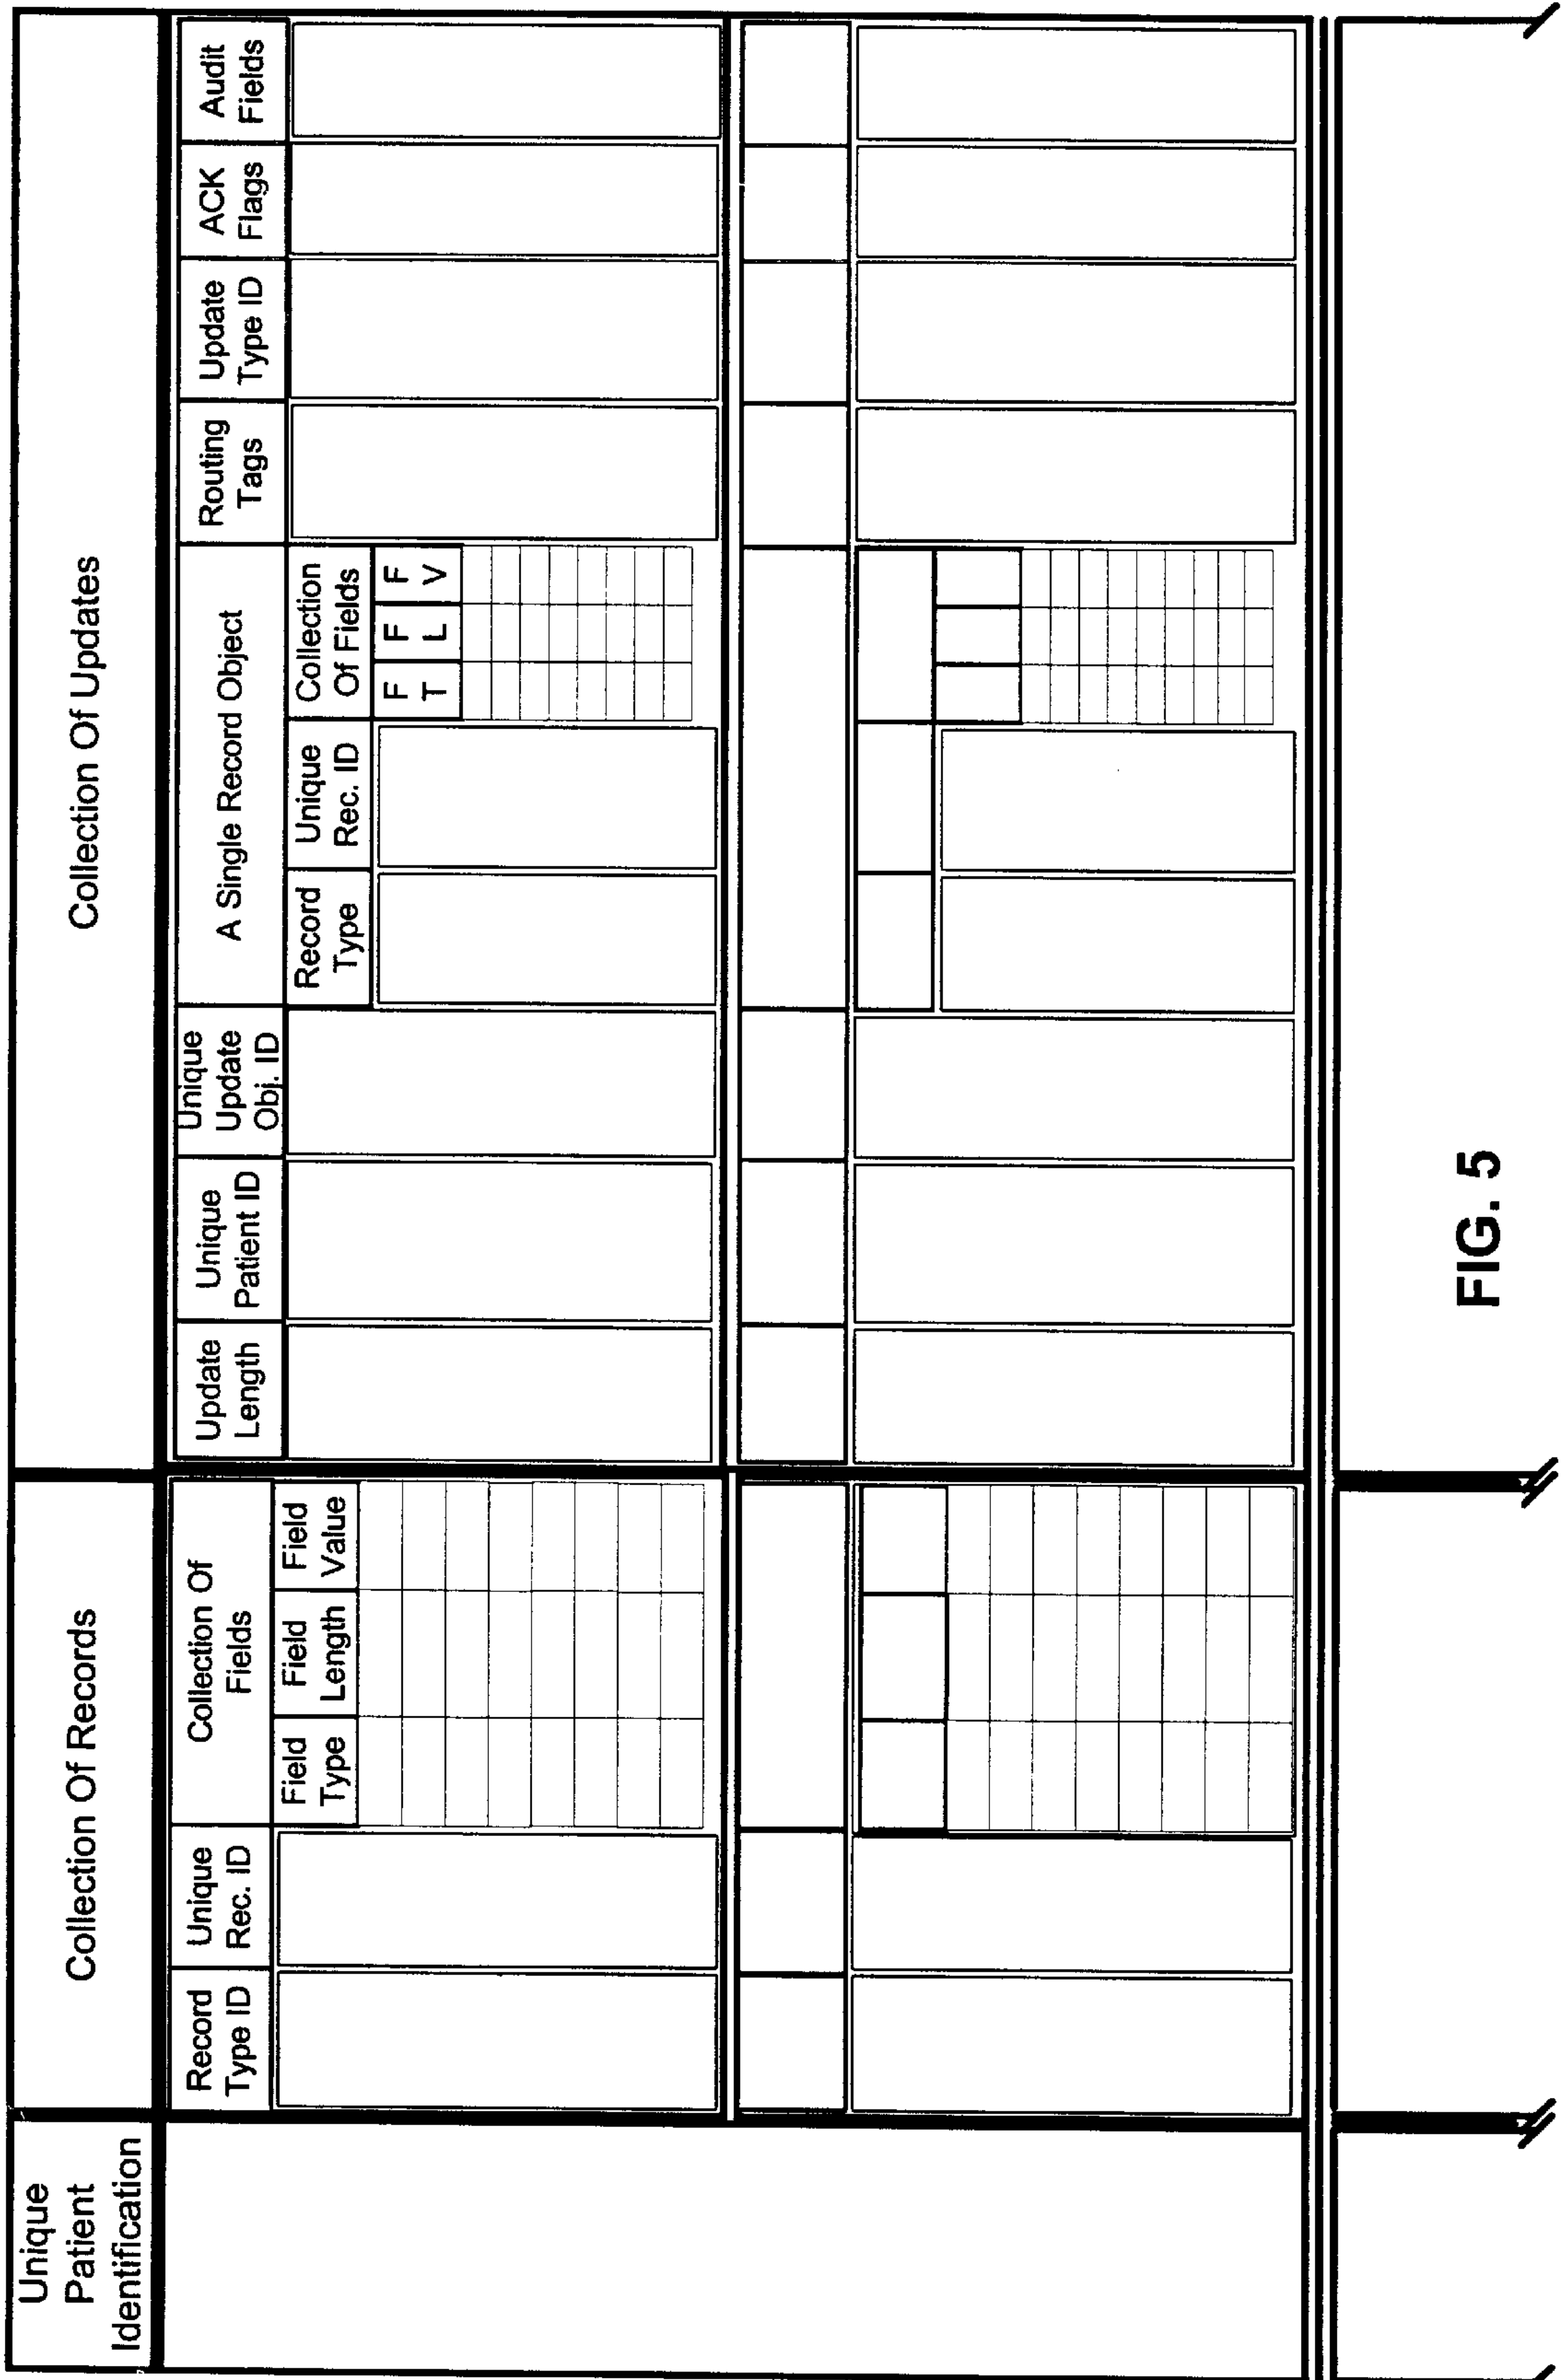 Unique
Patient
Identification
Collection Of Records
Collection Of Updates
Record
Type ID
Unique
Rec. ID
Collection Of
Fields
Field
Type
Field
Length
Field
Value
Update
Length
Unique
Patient ID
Unique
Update
Obj. ID
A Single Record Object
Record
Type
Unique
Rec. ID
Collection
Of Fields
F
T
F
L
F
V
Routing
Tags
Update
Type ID
ACK
Flags
Audit
Fields
FIG. 5